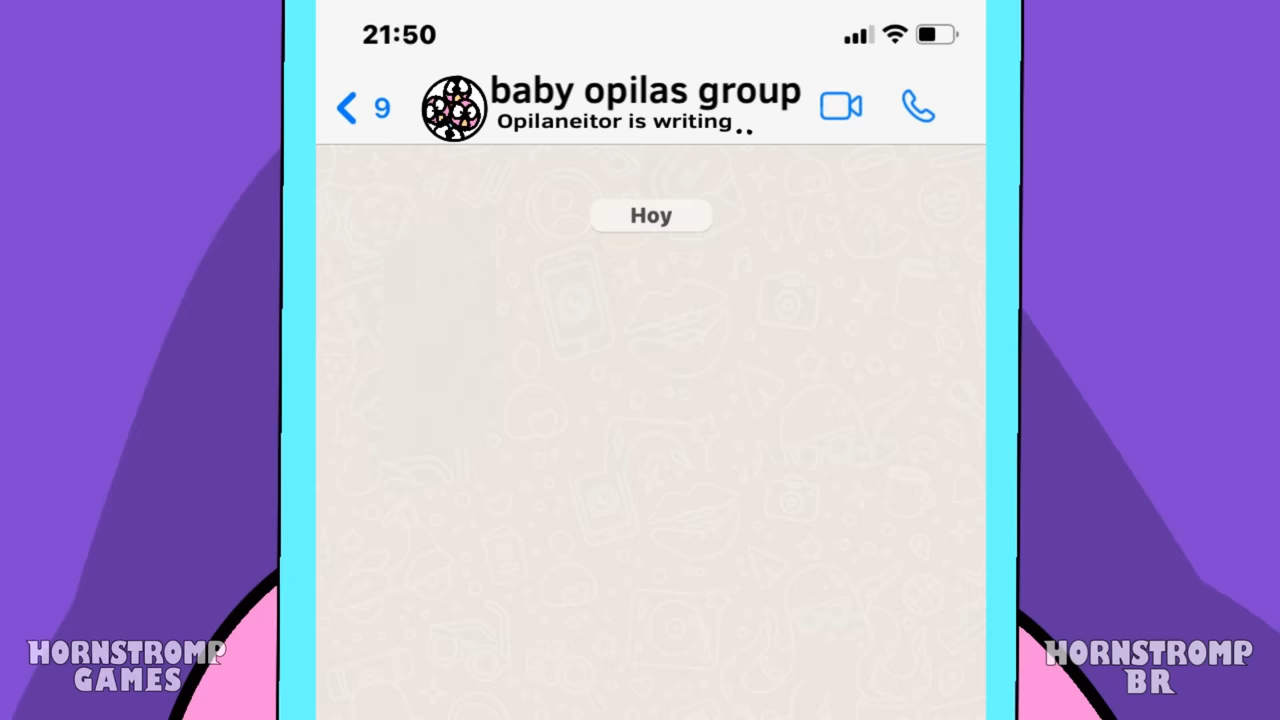 21:50
9
baby opilas group
Opilaneitor is writing..
Hoy
HORNSTROMP
GAMES
HORNSTROMP
BR